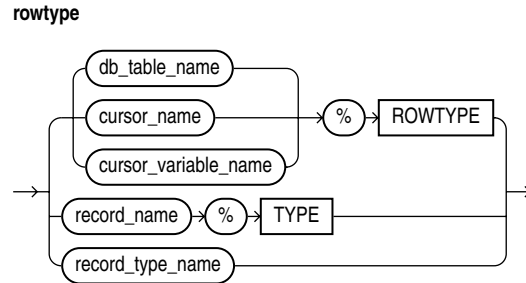 rowtype
db_table_name
cursor_name % ROWTYPE
cursor_variable_name
record_name % TYPE
record_type_name